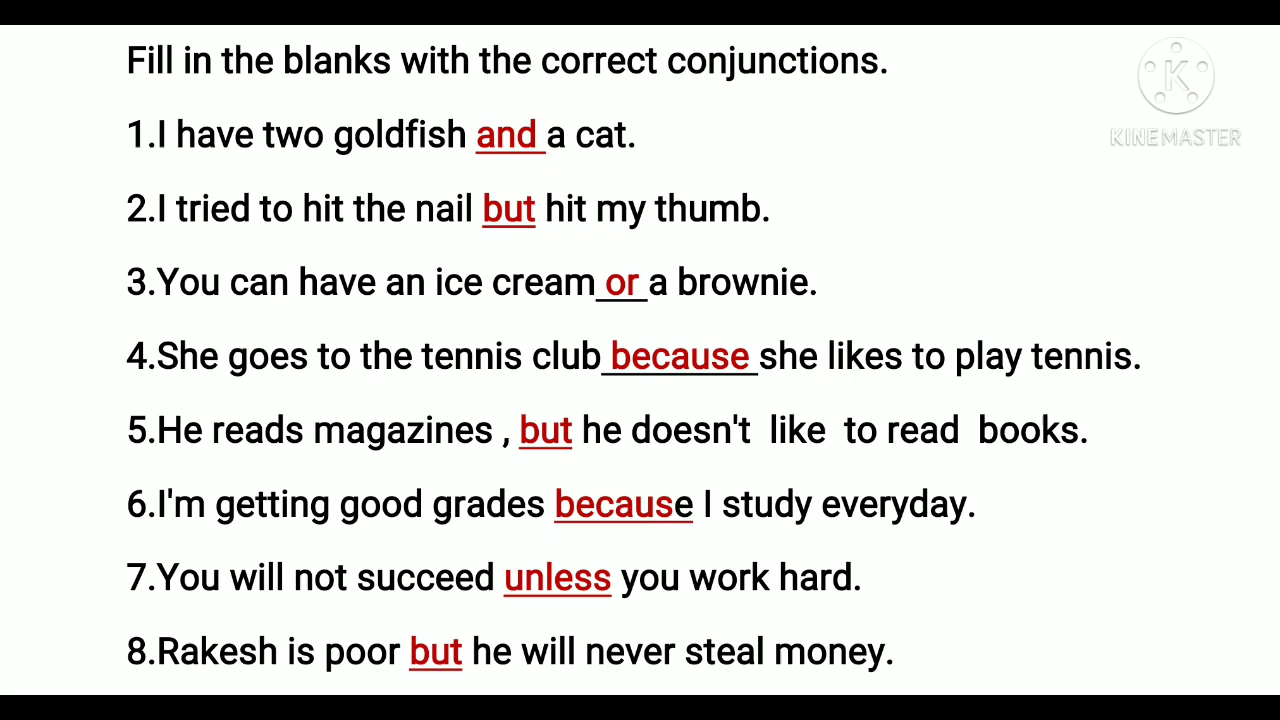 Fill in the blanks with the correct conjunctions.
K
KINEMASTER
1.I have two goldfish and a cat.
2.I tried to hit the nail but hit my thumb.
3.You can have an ice cream or a brownie.
4.She goes to the tennis club because she likes to play tennis.
5.He reads magazines , but he doesn't like to read books.
6.I'm getting good grades because I study everyday.
7.You will not succeed unless you work hard.
8.Rakesh is poor but he will never steal money.